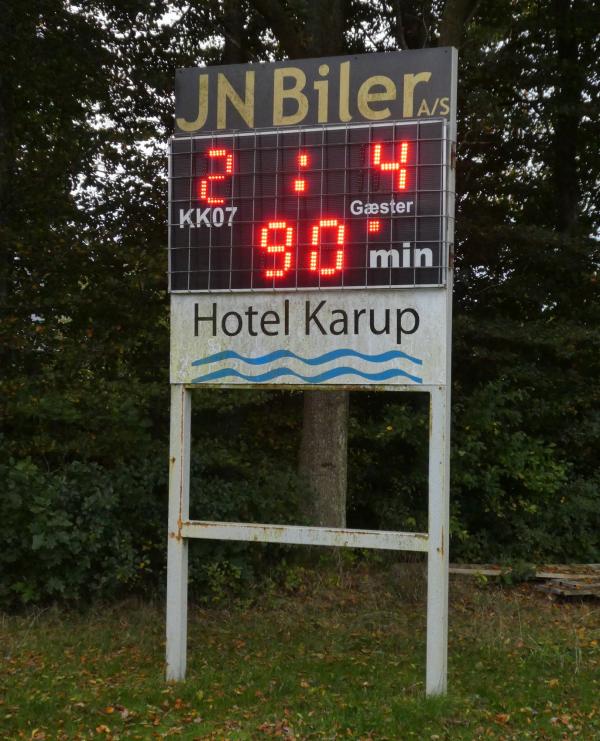 JN Biler A/S
2 : 4
KK07 Gæster
90 min
Hotel Karup